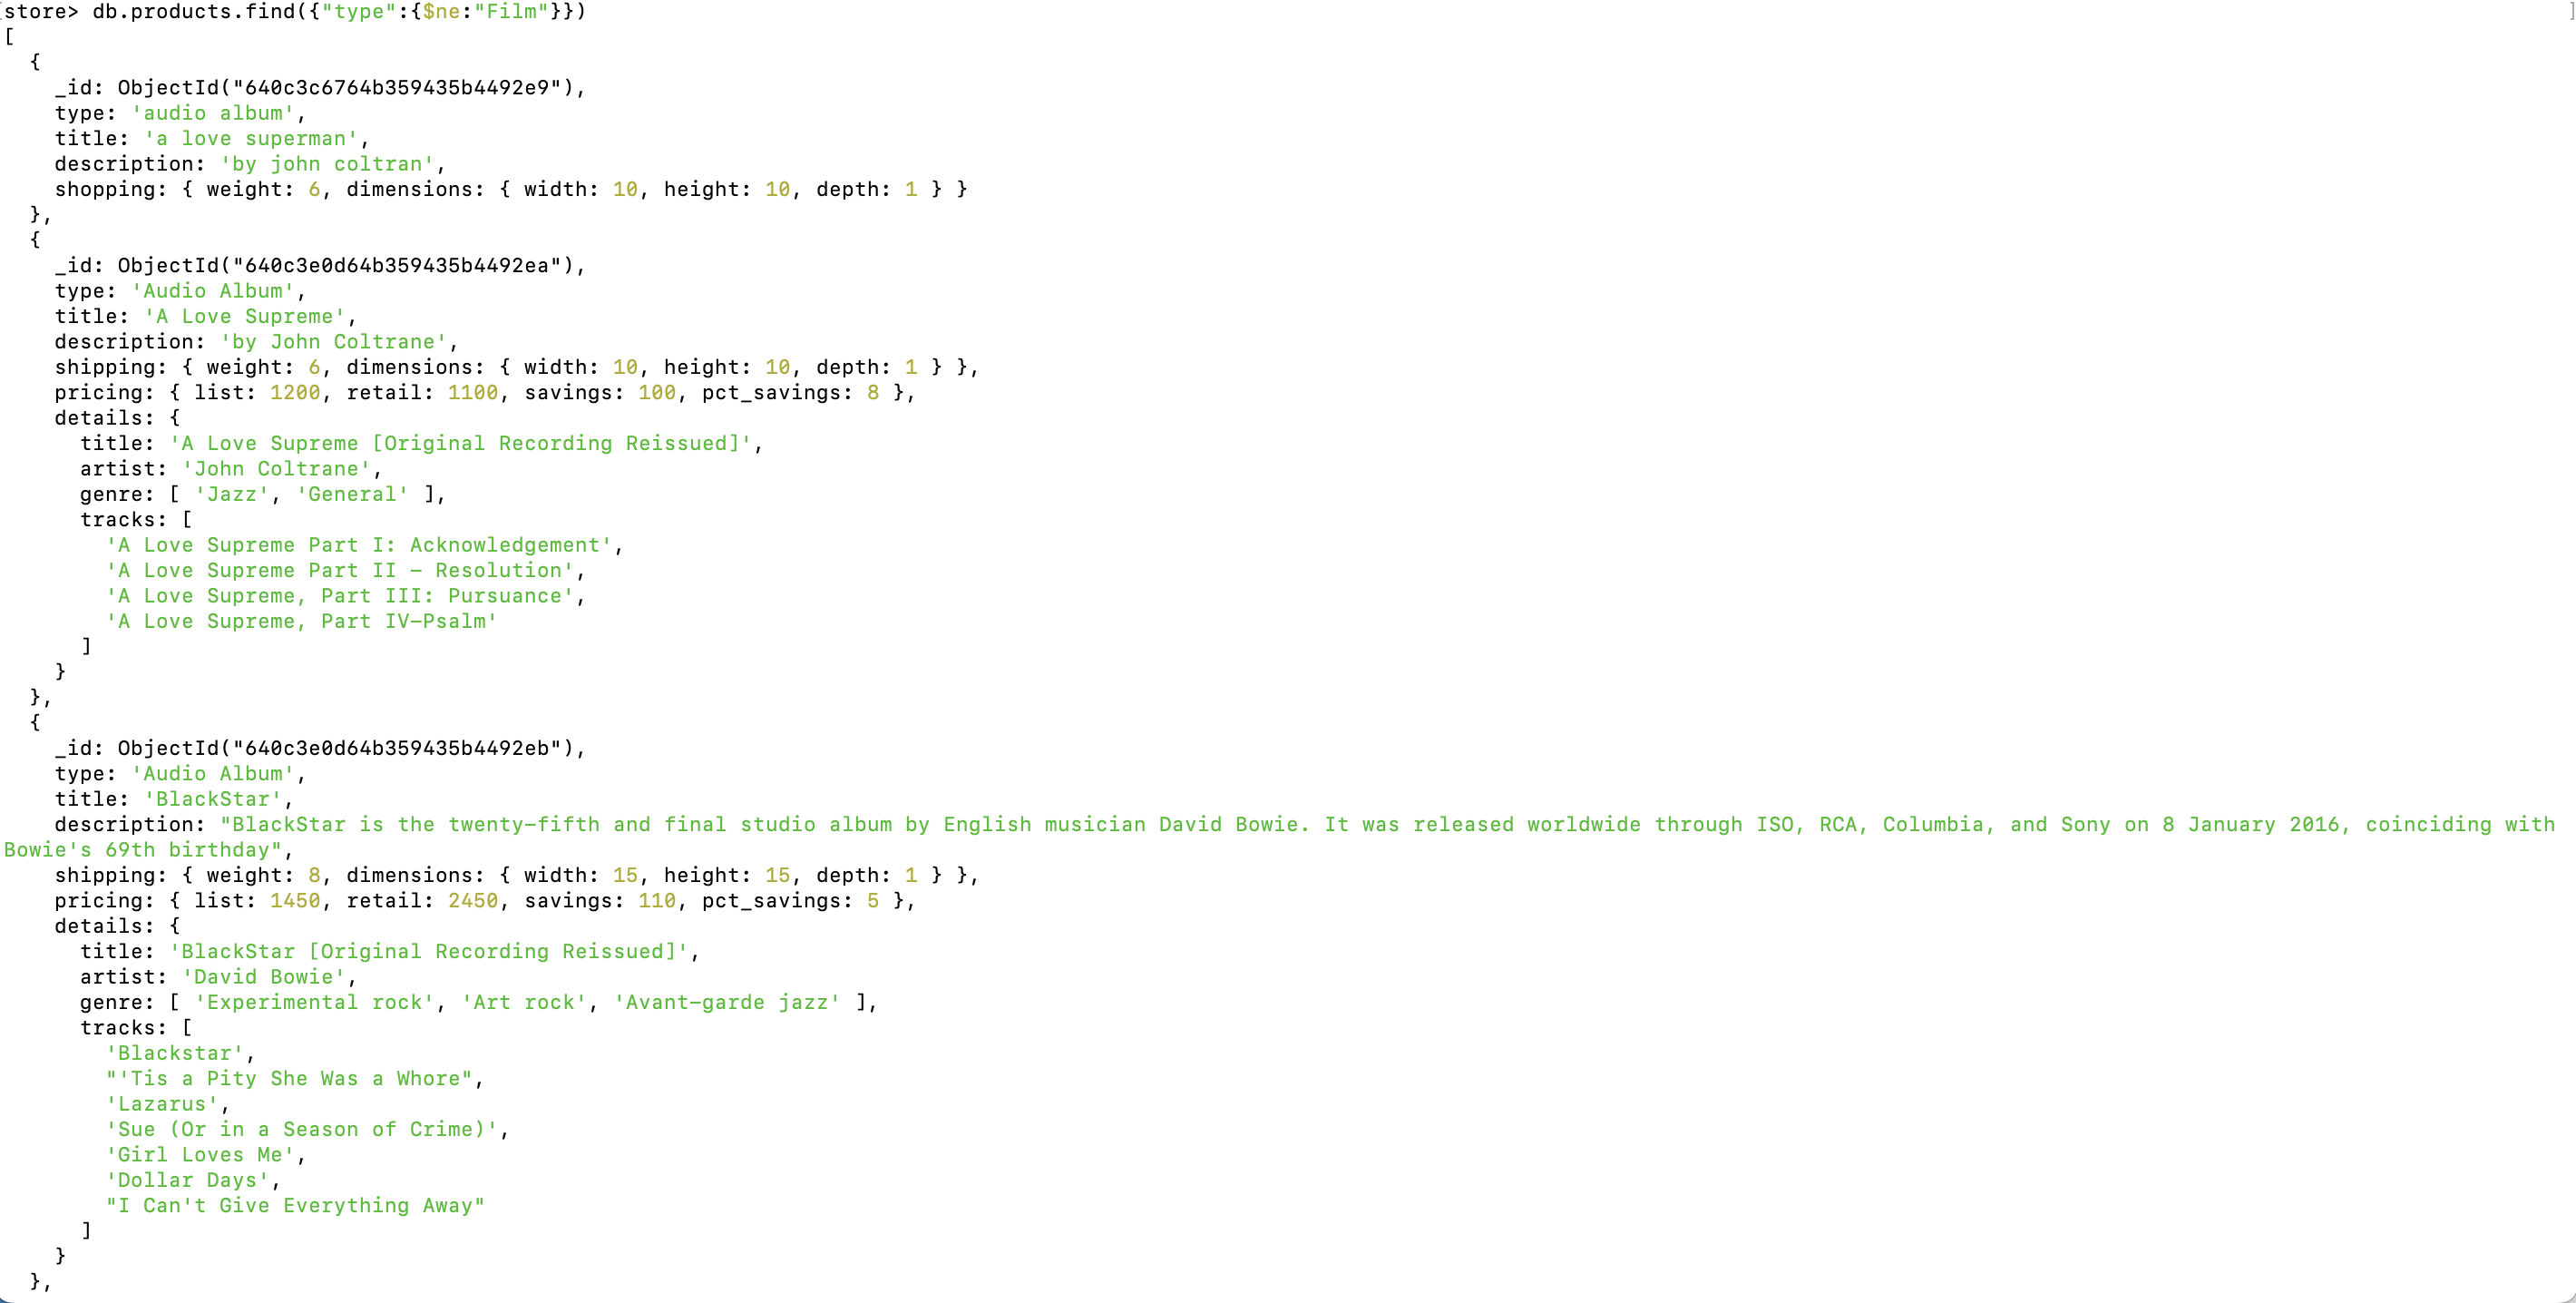 store> db.products.find({"type":{$ne:"Film"}})
[
  {
    _id: ObjectId("640c3c6764b359435b4492e9"),
    type: 'audio album',
    title: 'a love superman',
    description: 'by john coltran',
    shopping: { weight: 6, dimensions: { width: 10, height: 10, depth: 1 } }
  },
  {
    _id: ObjectId("640c3e0d64b359435b4492ea"),
    type: 'Audio Album',
    title: 'A Love Supreme',
    description: 'by John Coltrane',
    shipping: { weight: 6, dimensions: { width: 10, height: 10, depth: 1 } },
    pricing: { list: 1200, retail: 1100, savings: 100, pct_savings: 8 },
    details: {
      title: 'A Love Supreme [Original Recording Reissued]',
      artist: 'John Coltrane',
      genre: [ 'Jazz', 'General' ],
      tracks: [
        'A Love Supreme Part I: Acknowledgement',
        'A Love Supreme Part II - Resolution',
        'A Love Supreme, Part III: Pursuance',
        'A Love Supreme, Part IV-Psalm'
      ]
    }
  },
  {
    _id: ObjectId("640c3e0d64b359435b4492eb"),
    type: 'Audio Album',
    title: 'BlackStar',
    description: "BlackStar is the twenty-fifth and final studio album by English musician David Bowie. It was released worldwide through ISO, RCA, Columbia, and Sony on 8 January 2016, coinciding with
Bowie's 69th birthday",
    shipping: { weight: 8, dimensions: { width: 15, height: 15, depth: 1 } },
    pricing: { list: 1450, retail: 2450, savings: 110, pct_savings: 5 },
    details: {
      title: 'BlackStar [Original Recording Reissued]',
      artist: 'David Bowie',
      genre: [ 'Experimental rock', 'Art rock', 'Avant-garde jazz' ],
      tracks: [
        'Blackstar',
        "'Tis a Pity She Was a Whore",
        'Lazarus',
        'Sue (Or in a Season of Crime)',
        'Girl Loves Me',
        'Dollar Days',
        "I Can't Give Everything Away"
      ]
    }
  },